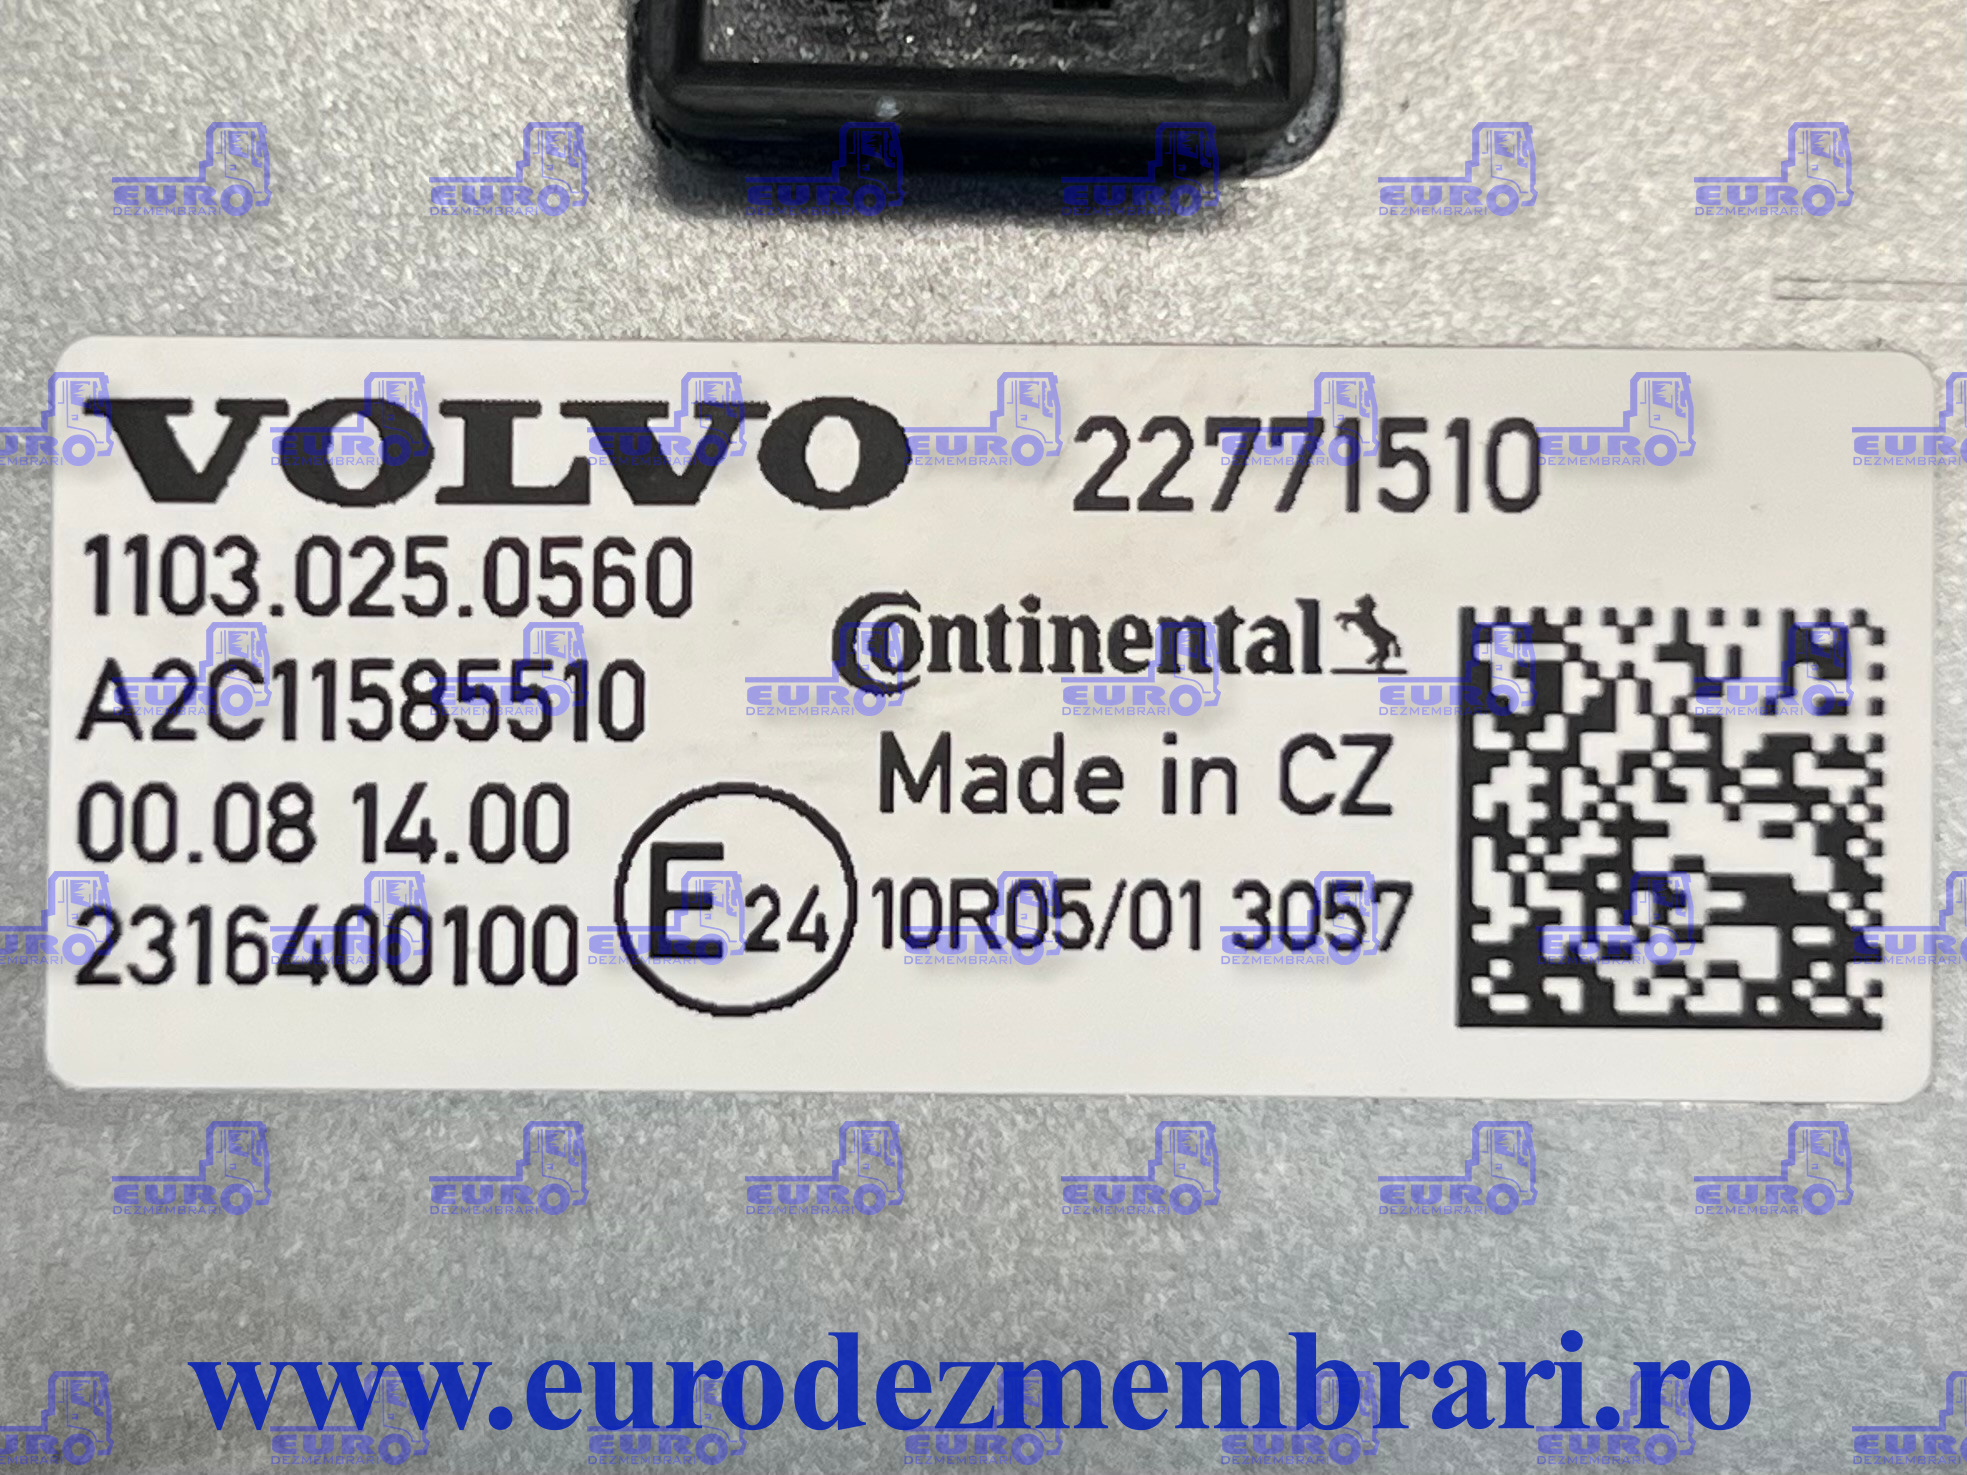 VOLVO 22771510
1103.025.0560
Continental
A2C11585510
Made in CZ
00.08 14.00
E24 10R05/01 3057
2316400100
www.eurodezmembrari.ro
EURO
DEZMEMBRARI